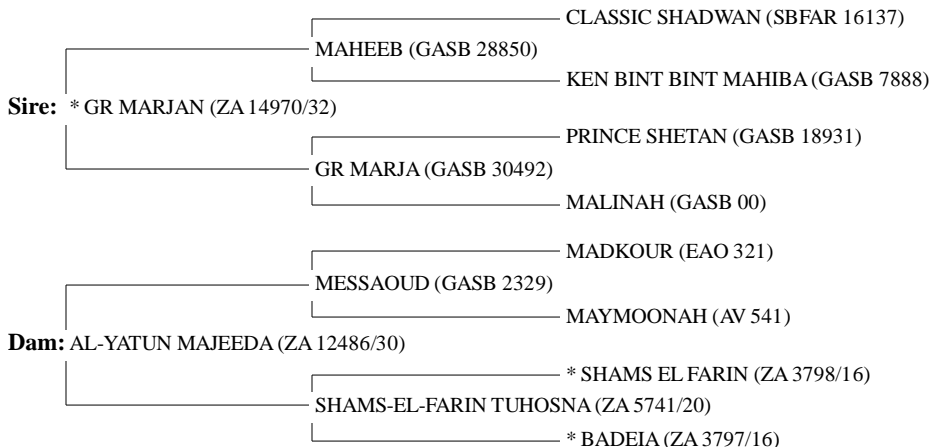 CLASSIC SHADWAN (SBFAR 16137)
MAHEEB (GASB 28850)
KEN BINT BINT MAHIBA (GASB 7888)
Sire: * GR MARJAN (ZA 14970/32)
PRINCE SHETAN (GASB 18931)
GR MARJA (GASB 30492)
MALINAH (GASB 00)
MADKOUR (EAO 321)
MESSAOUD (GASB 2329)
MAYMOONAH (AV 541)
Dam: AL-YATUN MAJEEDA (ZA 12486/30)
* SHAMS EL FARIN (ZA 3798/16)
SHAMS-EL-FARIN TUHOSNA (ZA 5741/20)
* BADEIA (ZA 3797/16)